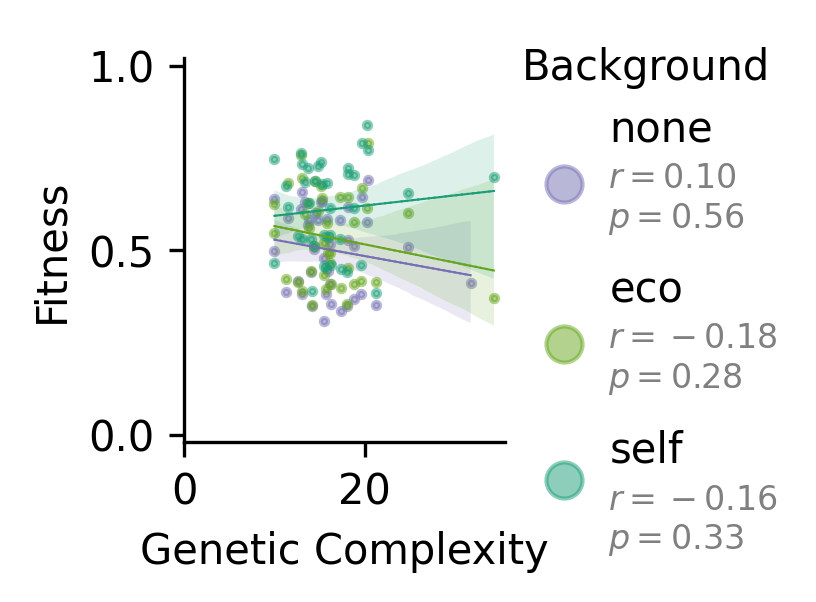 Background
1.0
none
r = 0.10
p = 0.56
Fitness
0.5
eco
r = −0.18
p = 0.28
0.0
self
r = −0.16
p = 0.33
0
20
Genetic Complexity